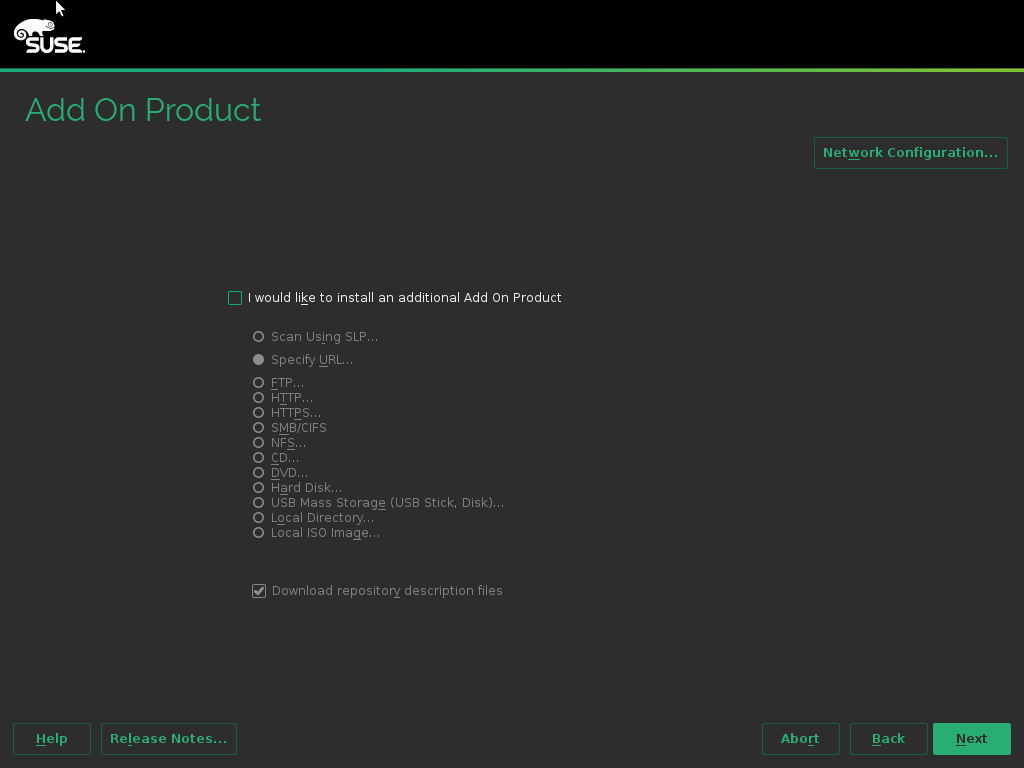 SUSE.
Add On Product
Network Configuration...
I would like to install an additional Add On Product
Scan Using SLP...
Specify URL...
FTP...
HTTP...
HTTPS...
SMB/CIFS
NFS...
CD...
DVD...
Hard Disk...
USB Mass Storage (USB Stick, Disk)...
Local Directory...
Local ISO Image...
Download repository description files
Help Release Notes... Abort Back Next